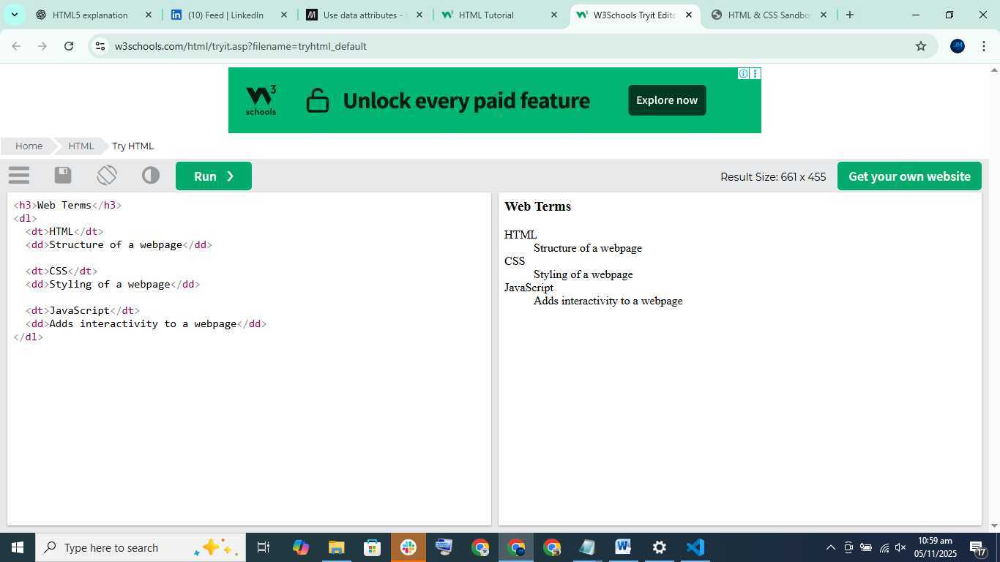 HTML5 explanation
(10) Feed | LinkedIn
Use data attributes -
HTML Tutorial
W3Schools Tryit Edito
HTML & CSS Sandbo
w3schools.com/html/tryit.asp?filename=tryhtml_default
JM
W3
schools
Unlock every paid feature
Explore now
Home
HTML
Try HTML
Run ❯
Result Size: 661 x 455
Get your own website
<h3>Web Terms</h3>
<dl>
  <dt>HTML</dt>
  <dd>Structure of a webpage</dd>
  <dt>CSS</dt>
  <dd>Styling of a webpage</dd>
  <dt>JavaScript</dt>
  <dd>Adds interactivity to a webpage</dd>
</dl>
Web Terms
HTML
Structure of a webpage
CSS
Styling of a webpage
JavaScript
Adds interactivity to a webpage
Type here to search
10:59 am
05/11/2025
17